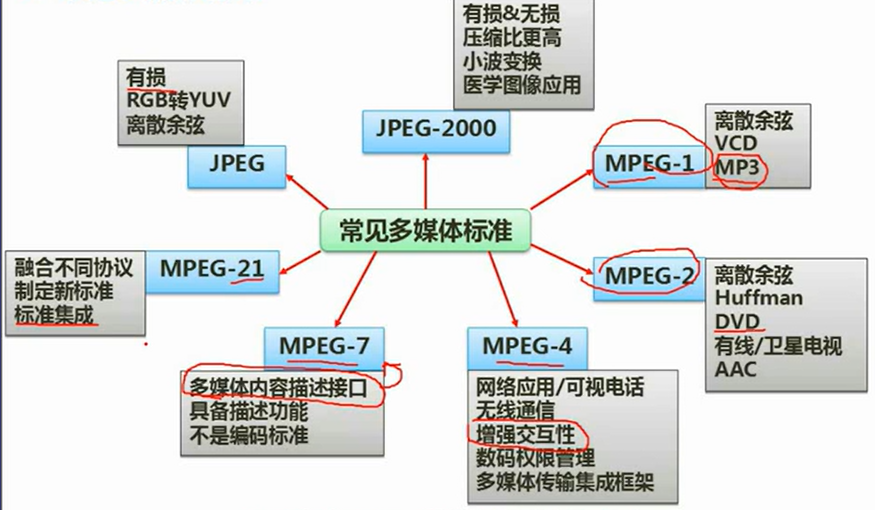 有损&无损
压缩比更高
小波变换
医学图像应用
JPEG-2000
有损
RGB转YUV
离散余弦
JPEG
离散余弦
VCD
MP3
MPEG-1
常见多媒体标准
融合不同协议
制定新标准
标准集成
MPEG-21
MPEG-2
离散余弦
Huffman
DVD
有线/卫星电视
AAC
MPEG-7
多媒体内容描述接口
具备描述功能
不是编码标准
MPEG-4
网络应用/可视电话
无线通信
增强交互性
数码权限管理
多媒体传输集成框架